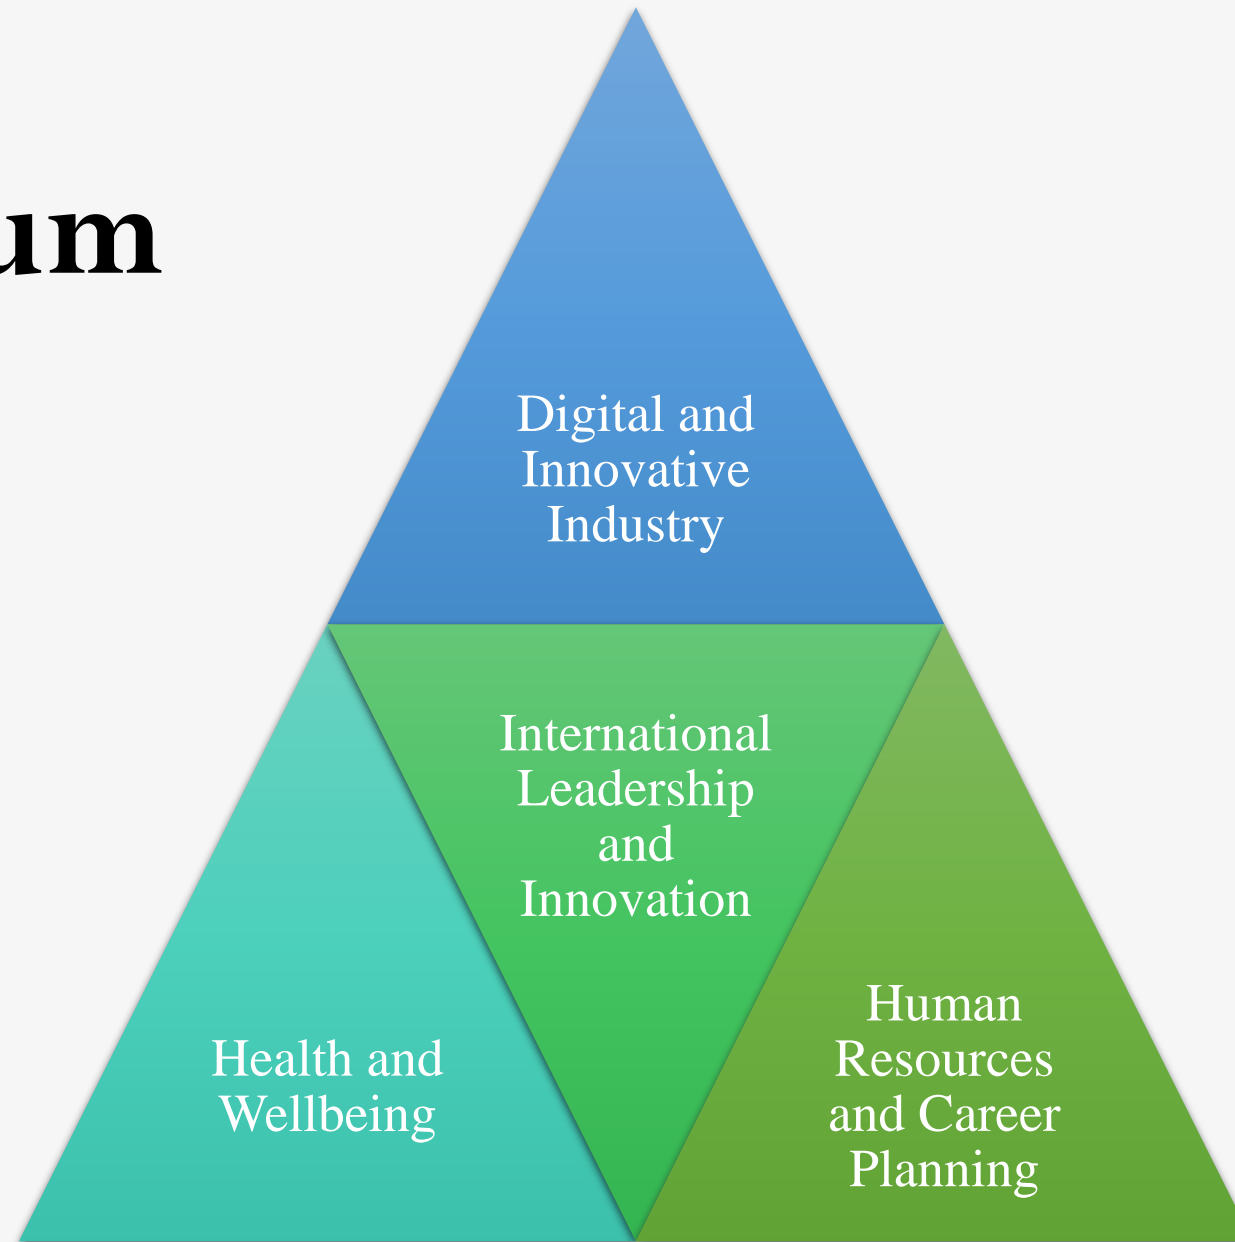 um
Digital and
Innovative
Industry
International
Leadership
and
Innovation
Health and
Wellbeing
Human
Resources
and Career
Planning